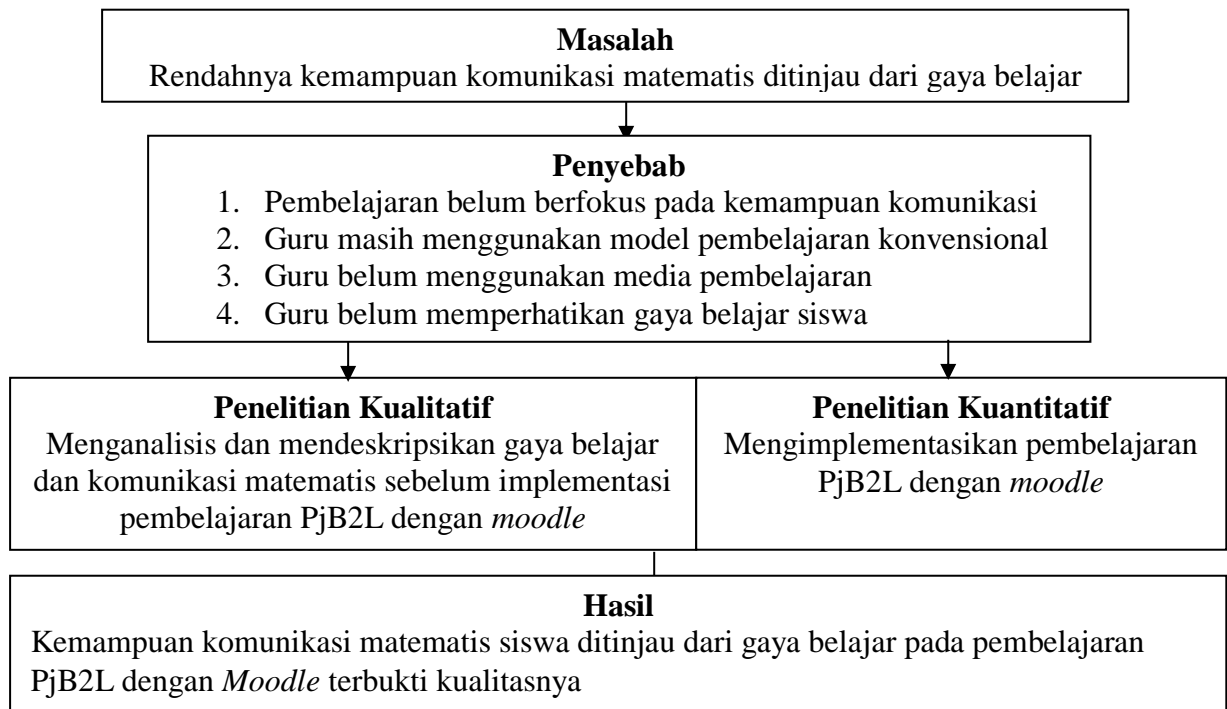 Masalah
Rendahnya kemampuan komunikasi matematis ditinjau dari gaya belajar
Penyebab
1. Pembelajaran belum berfokus pada kemampuan komunikasi
2. Guru masih menggunakan model pembelajaran konvensional
3. Guru belum menggunakan media pembelajaran
4. Guru belum memperhatikan gaya belajar siswa
Penelitian Kualitatif
Menganalisis dan mendeskripsikan gaya belajar
dan komunikasi matematis sebelum implementasi
pembelajaran PjB2L dengan moodle
Penelitian Kuantitatif
Mengimplementasikan pembelajaran
PjB2L dengan moodle
Hasil
Kemampuan komunikasi matematis siswa ditinjau dari gaya belajar pada pembelajaran
PjB2L dengan Moodle terbukti kualitasnya